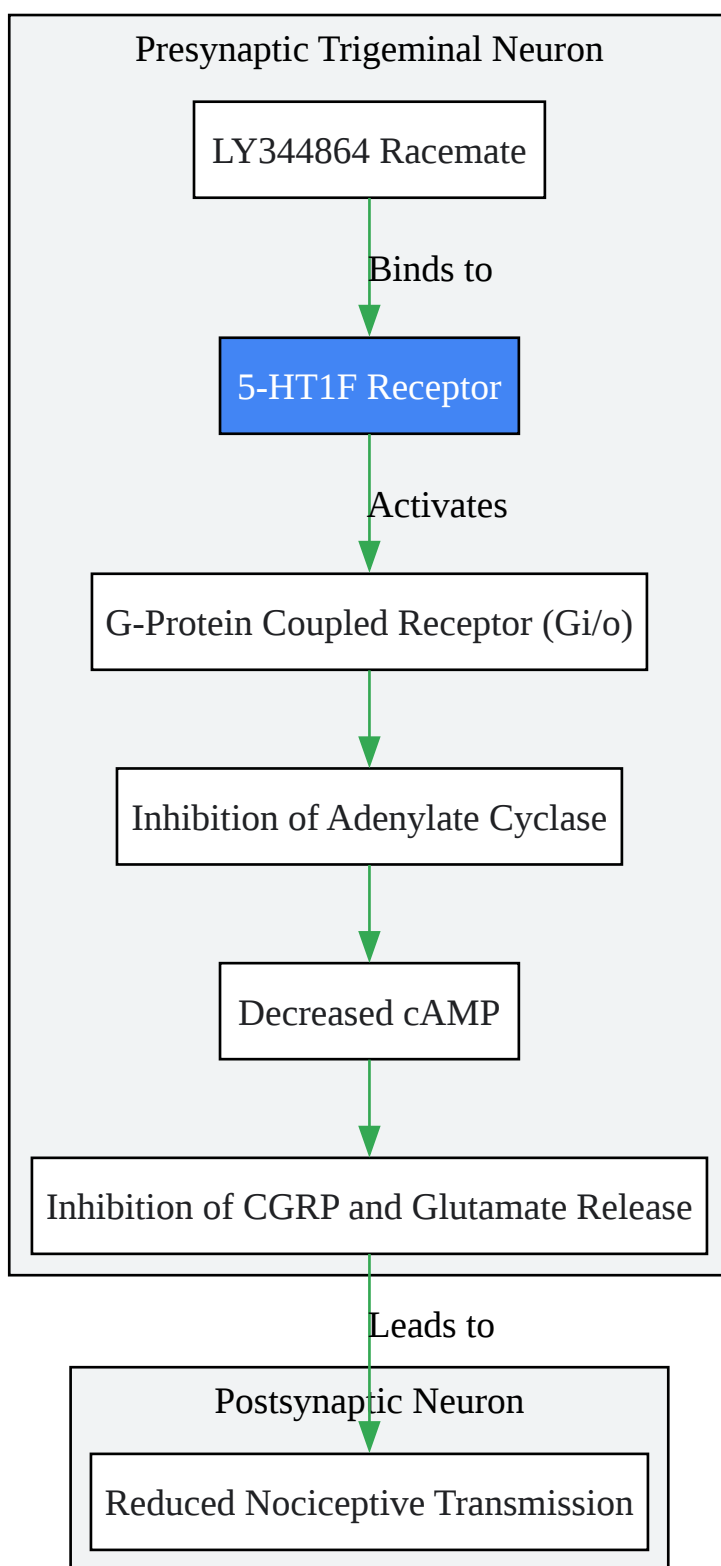 Presynaptic Trigeminal Neuron
LY344864 Racemate
Binds to
5-HT1F Receptor
Activates
G-Protein Coupled Receptor (Gi/o)
Inhibition of Adenylate Cyclase
Decreased cAMP
Inhibition of CGRP and Glutamate Release
Leads to
Postsynaptic Neuron
Reduced Nociceptive Transmission